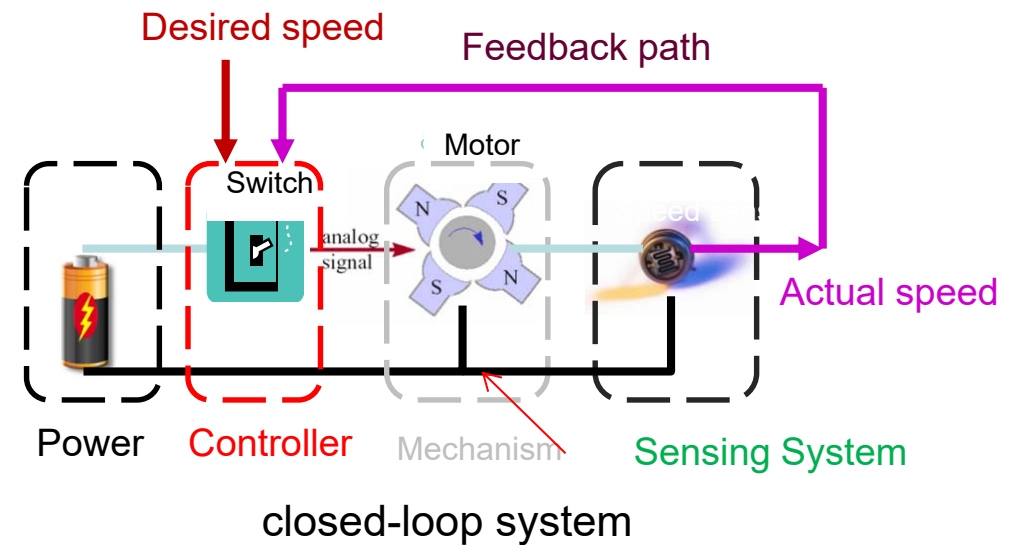 Desired speed
Feedback path
Motor
Switch
N
S
S
N
analog
signal
Actual speed
Power
Controller
Mechanism
Sensing System
closed-loop system